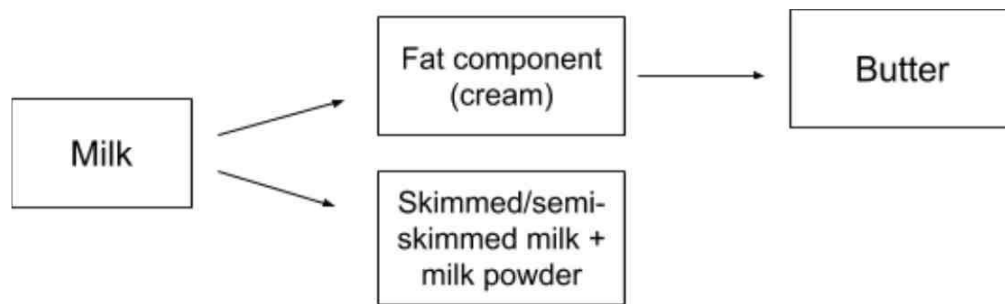 Milk
Fat component
(cream)
Butter
Skimmed/semi-
skimmed milk +
milk powder